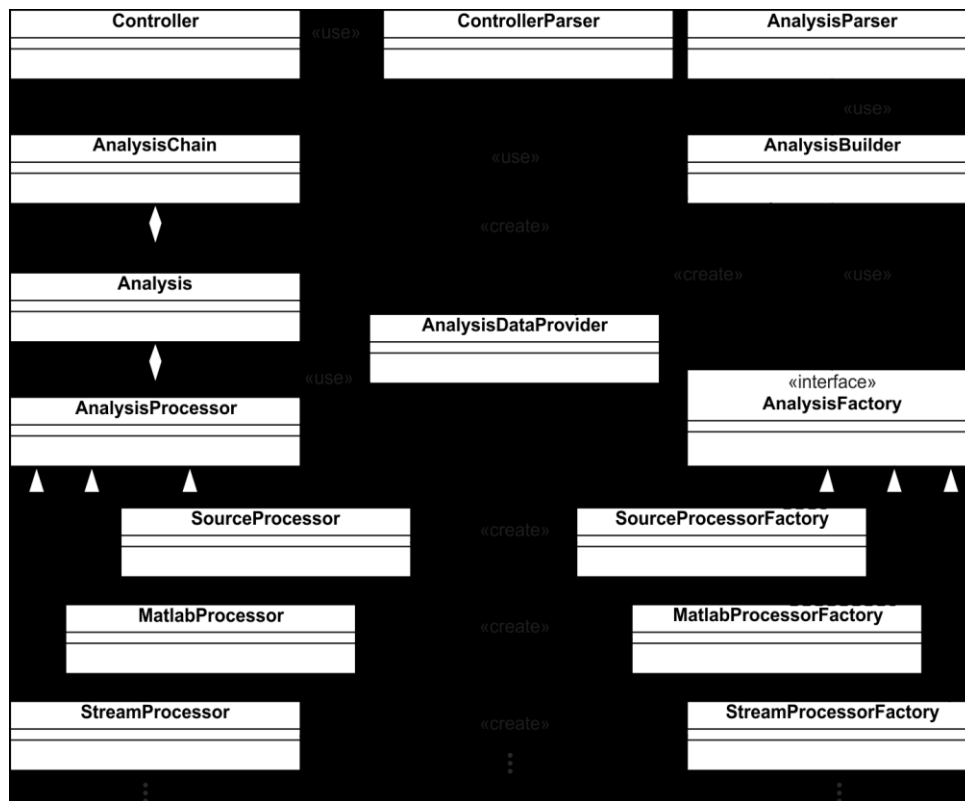 Controller
«use»
ControllerParser
AnalysisParser
«use»
AnalysisChain
«use»
AnalysisBuilder
«create»
Analysis
«create»
«use»
AnalysisDataProvider
«use»
«interface»
AnalysisProcessor
AnalysisFactory
SourceProcessor
«create»
SourceProcessorFactory
MatlabProcessor
«create»
MatlabProcessorFactory
StreamProcessor
«create»
StreamProcessorFactory